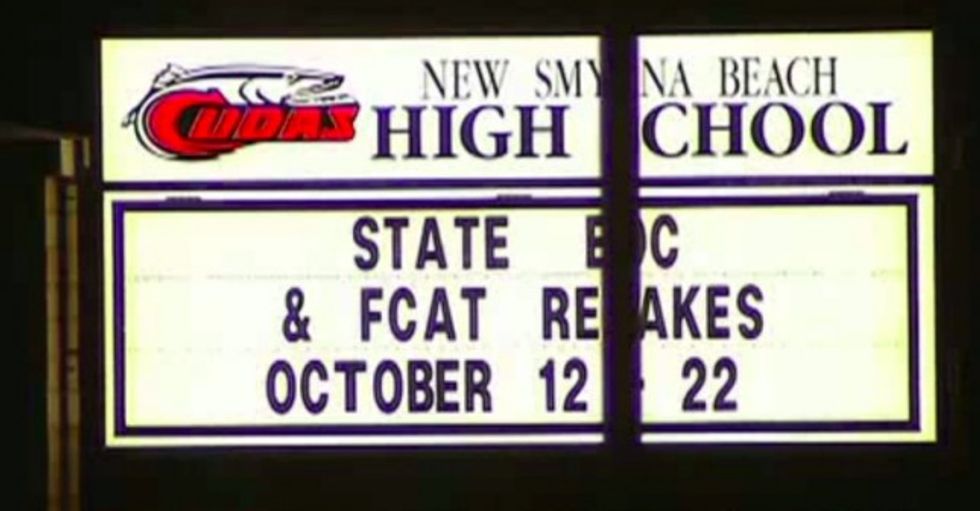 CUDAS
NEW SMY NA BEACH
HIGH CHOOL
STATE EOC
& FCAT RE AKES
OCTOBER 12 - 22